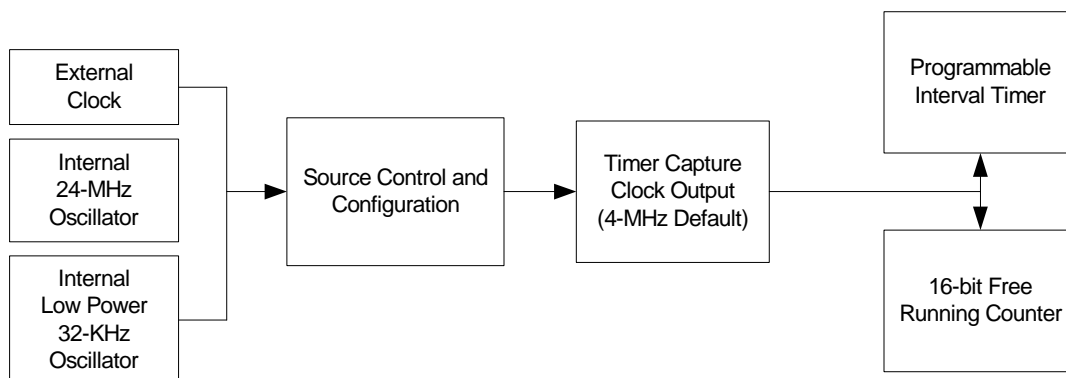 External
Clock
Internal
24-MHz
Oscillator
Internal
Low Power
32-KHz
Oscillator
Source Control and
Configuration
Timer Capture
Clock Output
(4-MHz Default)
Programmable
Interval Timer
16-bit Free
Running Counter